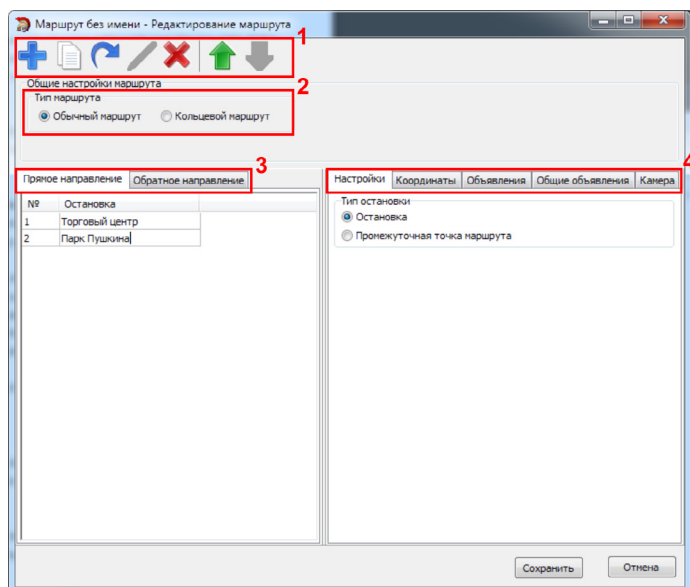 Маршрут без имени - Редактирование маршрута
1
Общие настройки маршрута
2
Тип маршрута
Обычный маршрут Кольцевой маршрут
3
4
Прямое направление Обратное направление
Настройки Координаты Объявления Общие объявления Камера
№ Остановка
1 Торговый центр
2 Парк Пушкина
Тип остановки
Остановка
Промежуточная точка маршрута
Сохранить Отмена